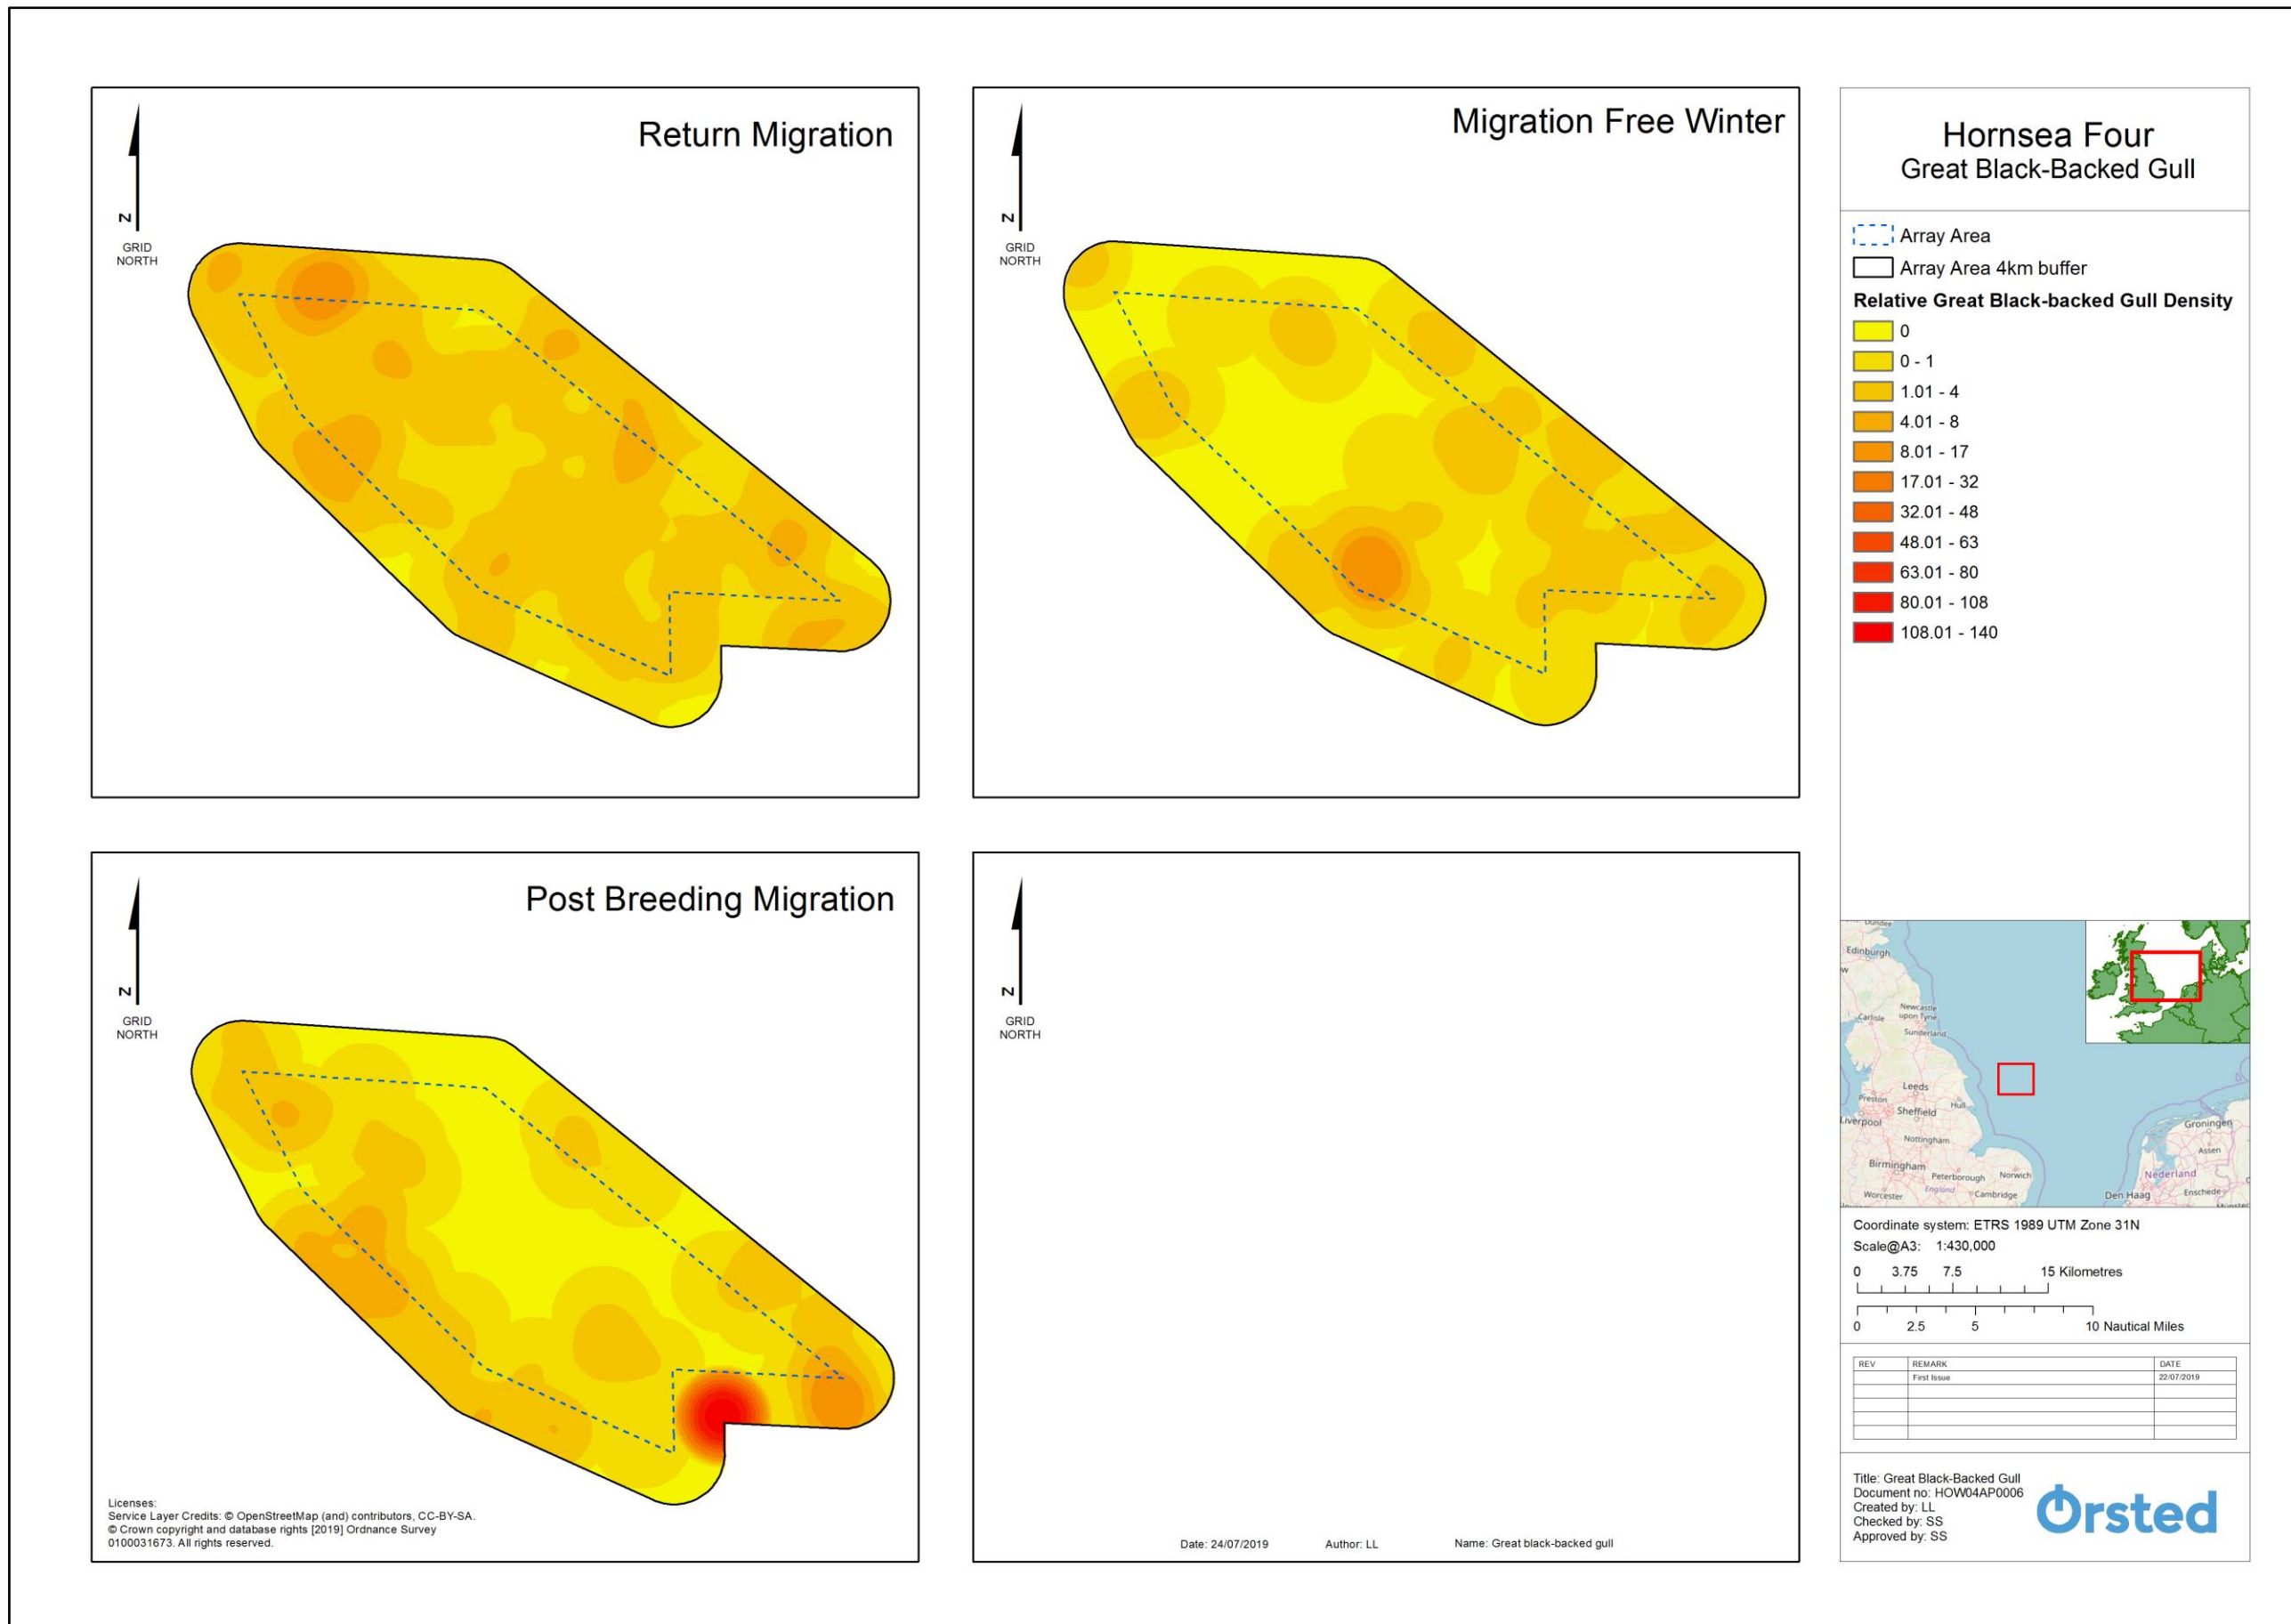 Return Migration
N
GRID
NORTH
Migration Free Winter
N
GRID
NORTH
Post Breeding Migration
N
GRID
NORTH
Licenses:
Service Layer Credits: © OpenStreetMap (and) contributors, CC-BY-SA.
© Crown copyright and database rights [2019] Ordnance Survey
0100031673. All rights reserved.
N
GRID
NORTH
Date: 24/07/2019 Author: LL Name: Great black-backed gull
Hornsea Four
Great Black-Backed Gull
Array Area
Array Area 4km buffer
Relative Great Black-backed Gull Density
0
0 - 1
1.01 - 4
4.01 - 8
8.01 - 17
17.01 - 32
32.01 - 48
48.01 - 63
63.01 - 80
80.01 - 108
108.01 - 140
Dundee
Edinburgh
Newcastle
upon Tyne
Carlisle
Sunderland
Leeds
Preston
Hull
Sheffield
Liverpool
Nottingham
Birmingham
Peterborough
Norwich
England
Worcester
Cambridge
Groningen
Assen
Nederland
Den Haag
Enschede
Coordinate system: ETRS 1989 UTM Zone 31N
Scale@A3: 1:430,000
0 3.75 7.5 15 Kilometres
0 2.5 5 10 Nautical Miles
REV REMARK DATE
First Issue 22/07/2019
Title: Great Black-Backed Gull
Document no: HOW04AP0006
Created by: LL
Checked by: SS
Approved by: SS
Orsted